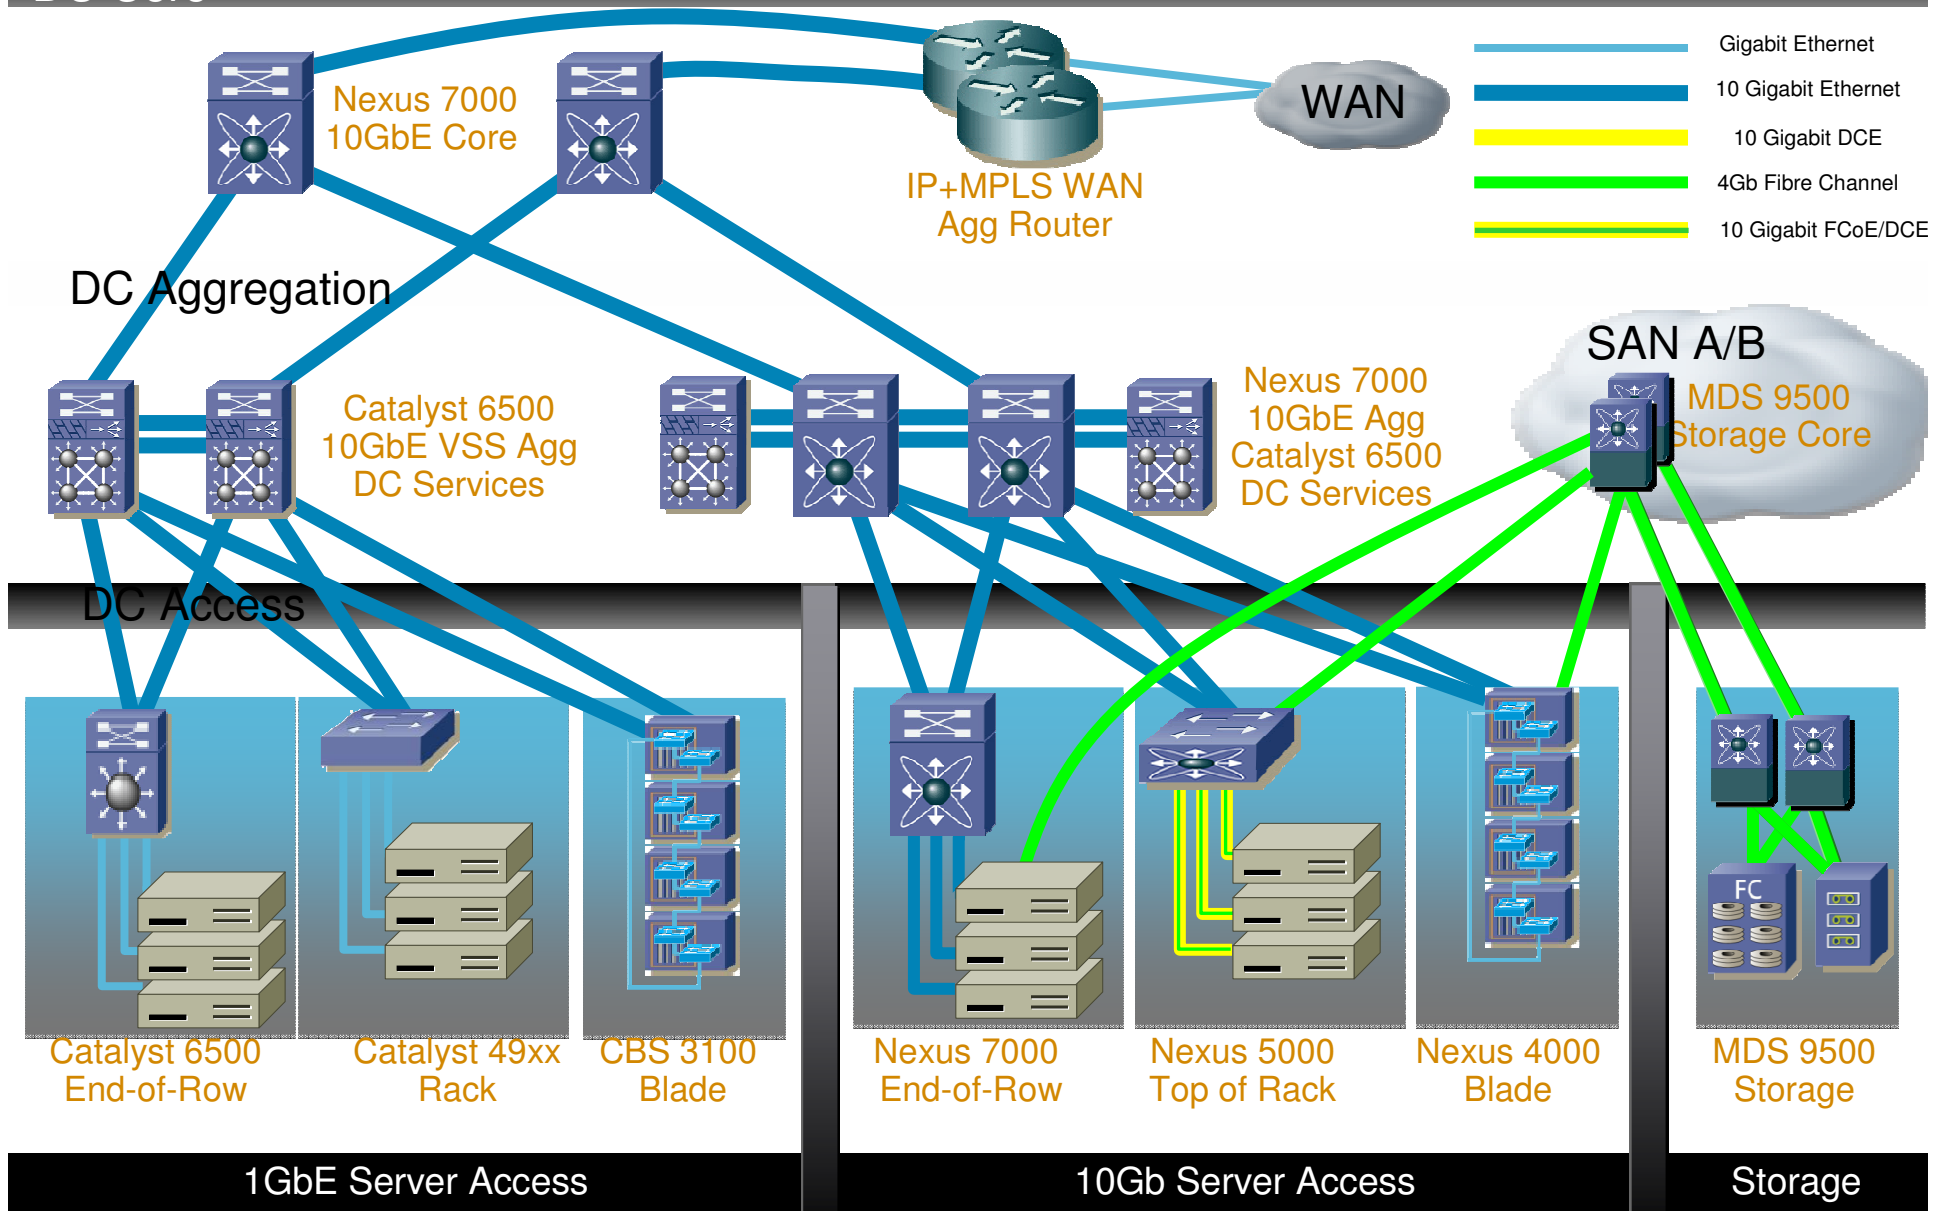 Gigabit Ethernet
10 Gigabit Ethernet
10 Gigabit DCE
4Gb Fibre Channel
10 Gigabit FCoE/DCE
Nexus 7000
10GbE Core
WAN
IP+MPLS WAN
Agg Router
DC Aggregation
SAN A/B
MDS 9500
Storage Core
Catalyst 6500
10GbE VSS Agg
DC Services
Nexus 7000
10GbE Agg
Catalyst 6500
DC Services
DC Access
FC
Catalyst 6500
End-of-Row
Catalyst 49xx
Rack
CBS 3100
Blade
Nexus 7000
End-of-Row
Nexus 5000
Top of Rack
Nexus 4000
Blade
MDS 9500
Storage
1GbE Server Access
10Gb Server Access
Storage